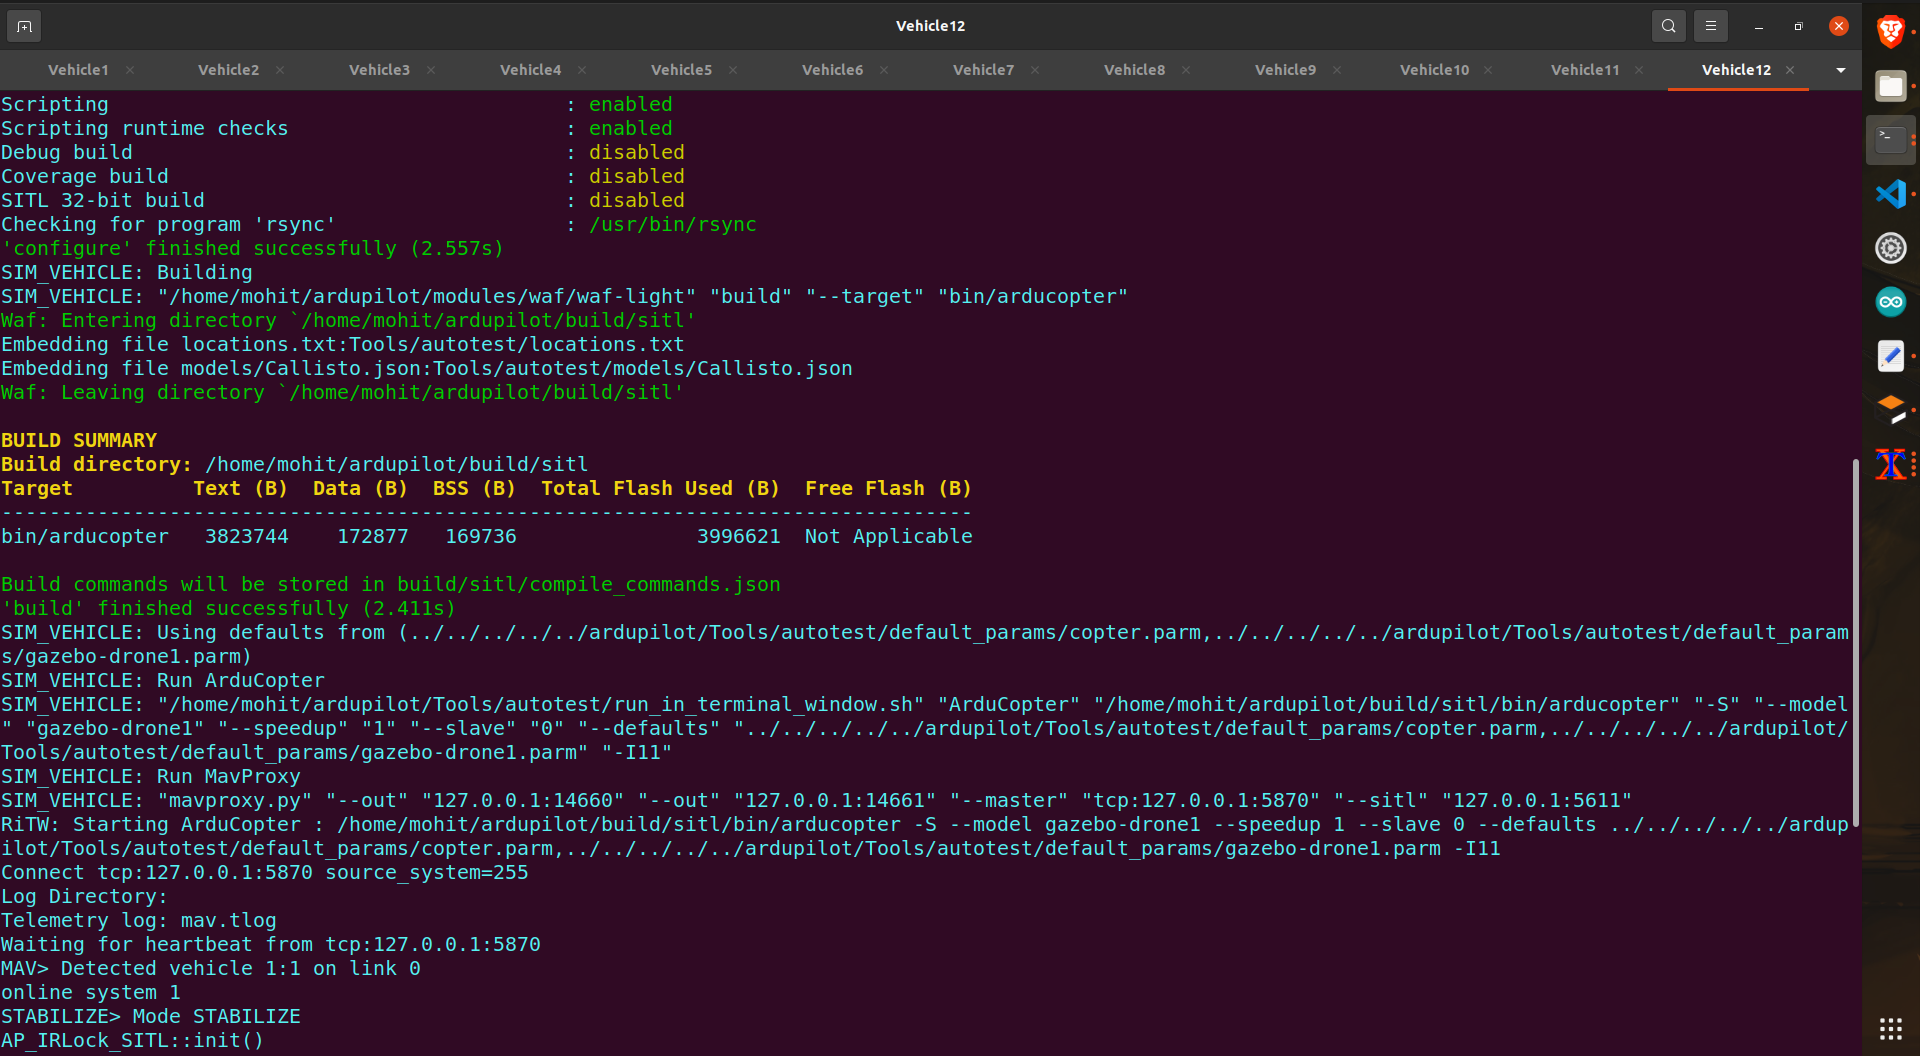 Vehicle12
Vehicle1 Vehicle2 Vehicle3 Vehicle4 Vehicle5 Vehicle6 Vehicle7 Vehicle8 Vehicle9 Vehicle10 Vehicle11 Vehicle12
Scripting : enabled
Scripting runtime checks : enabled
Debug build : disabled
Coverage build : disabled
SITL 32-bit build : disabled
Checking for program 'rsync' : /usr/bin/rsync
'configure' finished successfully (2.557s)
SIM_VEHICLE: Building
SIM_VEHICLE: "/home/mohit/ardupilot/modules/waf/waf-light" "build" "--target" "bin/arducopter"
Waf: Entering directory `/home/mohit/ardupilot/build/sitl'
Embedding file locations.txt:Tools/autotest/locations.txt
Embedding file models/Callisto.json:Tools/autotest/models/Callisto.json
Waf: Leaving directory `/home/mohit/ardupilot/build/sitl'
BUILD SUMMARY
Build directory: /home/mohit/ardupilot/build/sitl
Target Text (B) Data (B) BSS (B) Total Flash Used (B) Free Flash (B)
---------------------------------------------------------------------------------
bin/arducopter 3823744 172877 169736 3996621 Not Applicable
Build commands will be stored in build/sitl/compile_commands.json
'build' finished successfully (2.411s)
SIM_VEHICLE: Using defaults from (../../../../../ardupilot/Tools/autotest/default_params/copter.parm,../../../../../ardupilot/Tools/autotest/default_param
s/gazebo-drone1.parm)
SIM_VEHICLE: Run ArduCopter
SIM_VEHICLE: "/home/mohit/ardupilot/Tools/autotest/run_in_terminal_window.sh" "ArduCopter" "/home/mohit/ardupilot/build/sitl/bin/arducopter" "-S" "--model
" "gazebo-drone1" "--speedup" "1" "--slave" "0" "--defaults" "../../../../../ardupilot/Tools/autotest/default_params/copter.parm,../../../../../ardupilot/
Tools/autotest/default_params/gazebo-drone1.parm" "-I11"
SIM_VEHICLE: Run MavProxy
SIM_VEHICLE: "mavproxy.py" "--out" "127.0.0.1:14660" "--out" "127.0.0.1:14661" "--master" "tcp:127.0.0.1:5870" "--sitl" "127.0.0.1:5611"
RiTW: Starting ArduCopter : /home/mohit/ardupilot/build/sitl/bin/arducopter -S --model gazebo-drone1 --speedup 1 --slave 0 --defaults ../../../../../ardup
ilot/Tools/autotest/default_params/copter.parm,../../../../../ardupilot/Tools/autotest/default_params/gazebo-drone1.parm -I11
Connect tcp:127.0.0.1:5870 source_system=255
Log Directory:
Telemetry log: mav.tlog
Waiting for heartbeat from tcp:127.0.0.1:5870
MAV> Detected vehicle 1:1 on link 0
online system 1
STABILIZE> Mode STABILIZE
AP_IRLock_SITL::init()